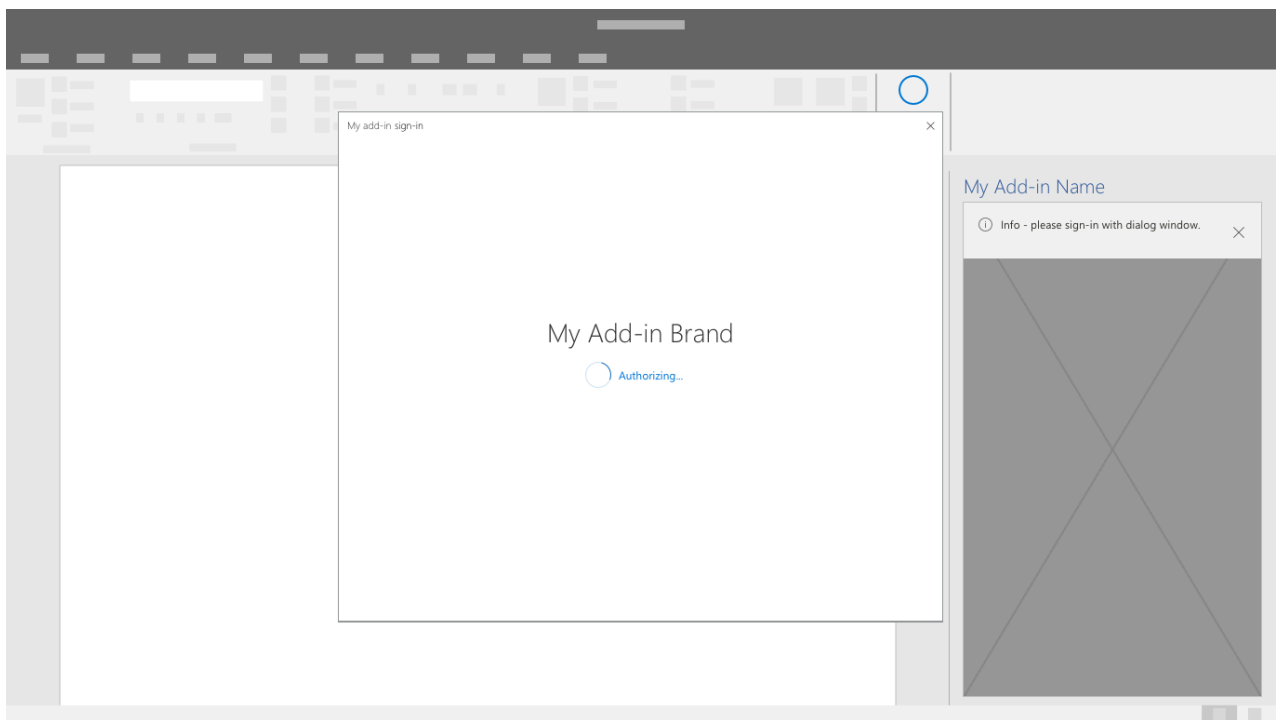 My add-in sign-in
My Add-in Name
Info - please sign-in with dialog window.
My Add-in Brand
Authorizing...